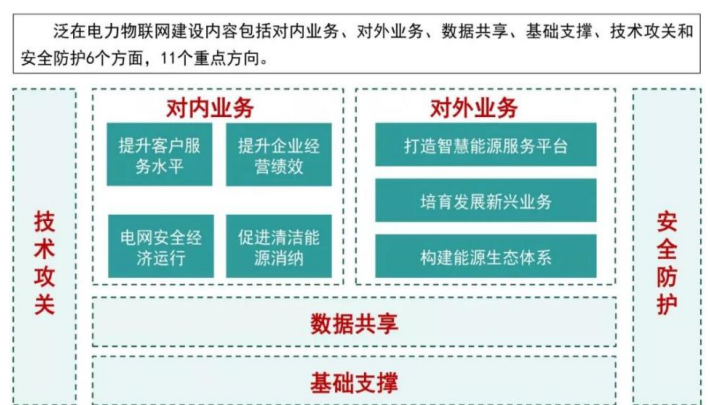 泛在电力物联网建设内容包括对内业务、对外业务、数据共享、基础支撑、技术攻关和
安全防护6个方面，11个重点方向。
技术攻关
对内业务
提升客户服
务水平
提升企业经
营绩效
电网安全经
济运行
促进清洁能
源消纳
对外业务
打造智慧能源服务平台
培育发展新兴业务
构建能源生态体系
数据共享
基础支撑
安全防护